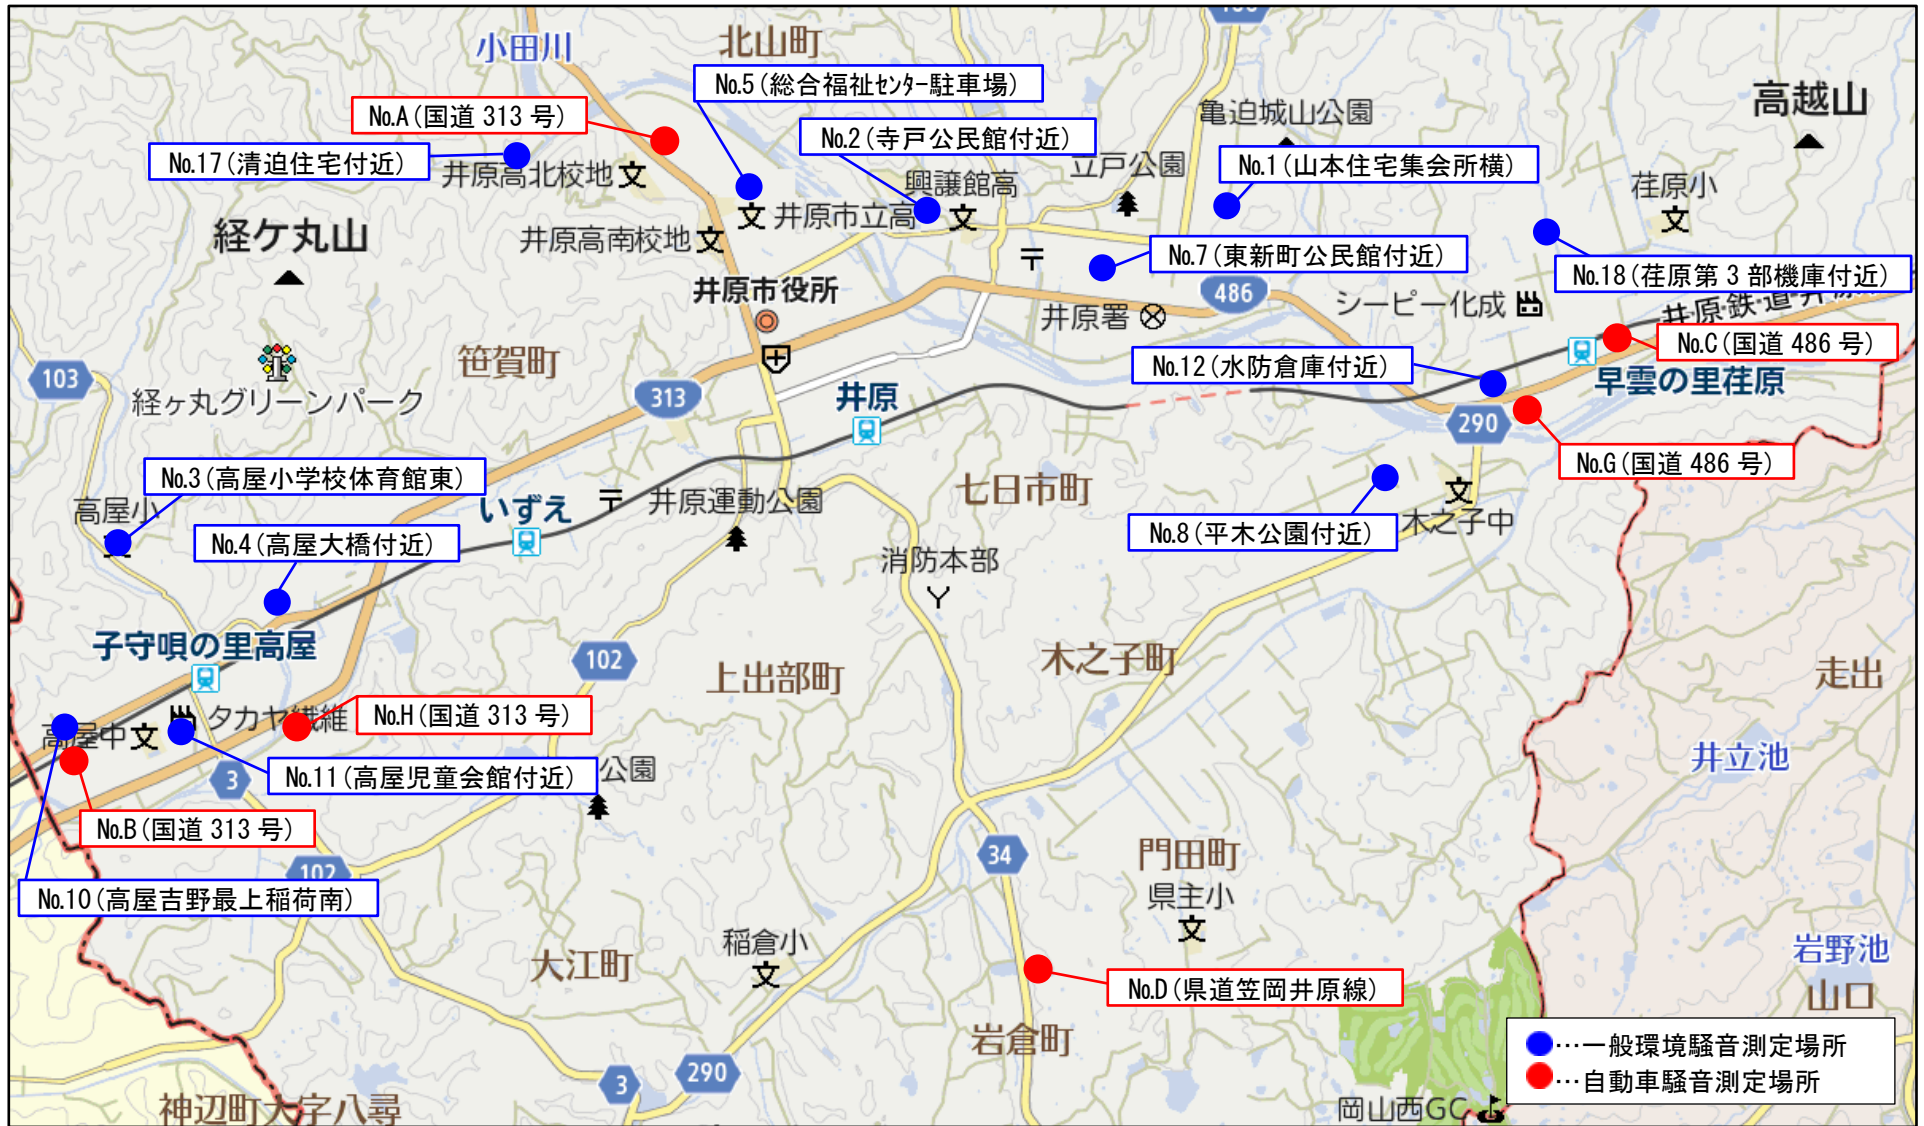 小田川
北山町
No.5(総合福祉ｾﾝﾀｰ駐車場)
高越山
No.A(国道 313 号)
亀迫城山公園
No.2(寺戸公民館付近)
No.17(清迫住宅付近)
井原高北校地
立戸公園
No.1(山本住宅集会所横)
興譲館高
荏原小
井原市立高
経ケ丸山
井原高南校地
No.7(東新町公民館付近)
No.18(荏原第 3 部機庫付近)
井原市役所
486
シーピー化成
井原署
井原鉄道井原
No.C(国道 486 号)
笹賀町
No.12(水防倉庫付近)
103
早雲の里荏原
経ヶ丸グリーンパーク
313
井原
290
No.G(国道 486 号)
No.3(高屋小学校体育館東)
七日市町
高屋小
いずえ
井原運動公園
木之子中
No.8(平木公園付近)
No.4(高屋大橋付近)
消防本部
子守唄の里高屋
102
木之子町
上出部町
走出
No.H(国道 313 号)
タカヤ繊維
高屋中
井立池
3
No.11(高屋児童会館付近)
公園
No.B(国道 313 号)
34
門田町
102
No.10(高屋吉野最上稲荷南)
県主小
稲倉小
岩野池
大江町
No.D(県道笠岡井原線)
山口
岩倉町
●…一般環境騒音測定場所
290
3
●…自動車騒音測定場所
神辺町大字八尋
岡山西GC